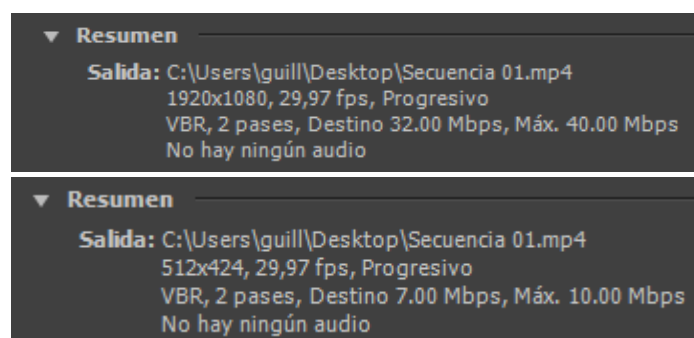 Resumen
Salida: C:\Users\guill\Desktop\Secuencia 01.mp4
1920x1080, 29,97 fps, Progresivo
VBR, 2 pases, Destino 32.00 Mbps, Máx. 40.00 Mbps
No hay ningún audio
Resumen
Salida: C:\Users\guill\Desktop\Secuencia 01.mp4
512x424, 29,97 fps, Progresivo
VBR, 2 pases, Destino 7.00 Mbps, Máx. 10.00 Mbps
No hay ningún audio